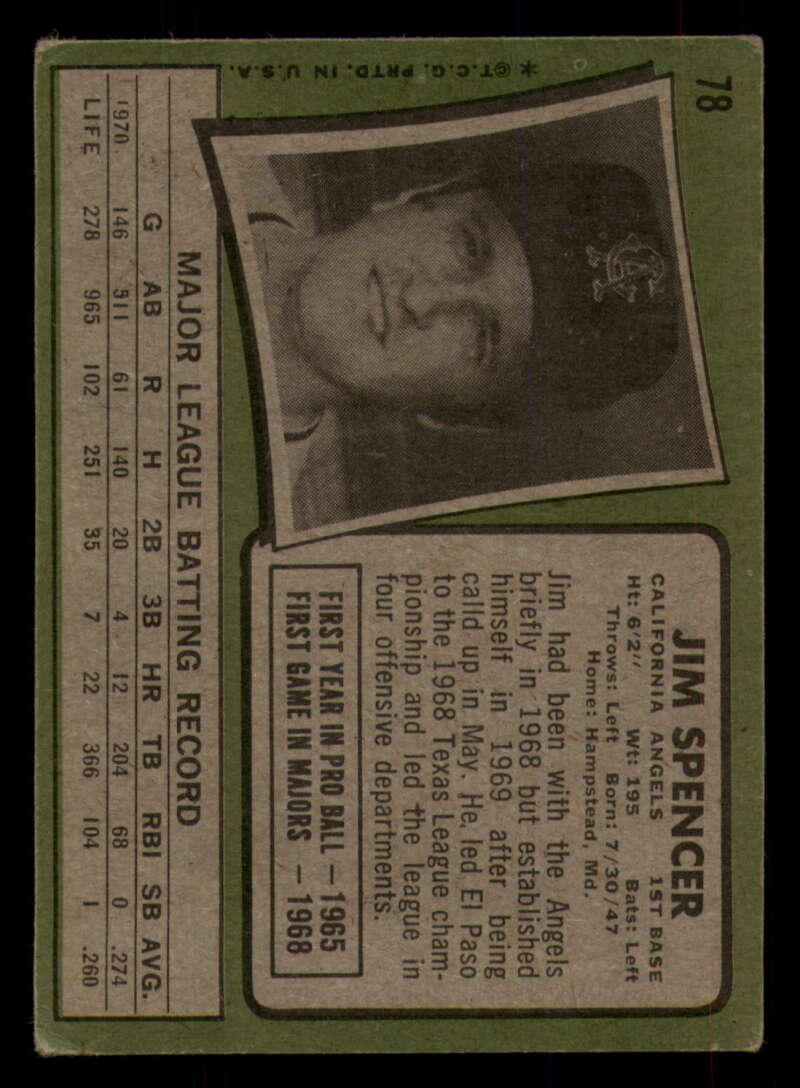 78
* © T.C.G. PRTD. IN U.S.A.
JIM SPENCER
CALIFORNIA ANGELS 1ST BASE
Ht: 6'2" Wt: 195 Bats: Left
Throws: Left Born: 7/30/47
Home: Hampstead, Md.
Jim had been with the Angels
briefly in 1968 but established
himself in 1969 after being
calld up in May. He led El Paso
to the 1968 Texas League cham-
pionship and led the league in
four offensive departments.
FIRST YEAR IN PRO BALL — 1965
FIRST GAME IN MAJORS — 1968
MAJOR LEAGUE BATTING RECORD
G AB R H 2B 3B HR TB RBI SB AVG.
1970 146 511 61 140 20 4 12 204 68 0 .274
LIFE 278 965 102 251 35 7 22 366 104 1 .260